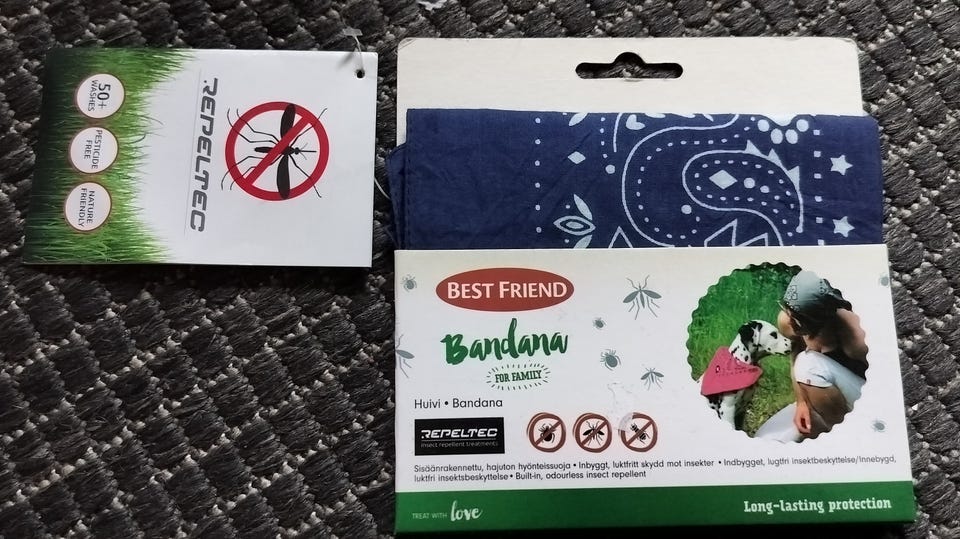 50+
WASHES
PESTICIDE
FREE
NATURE
FRIENDLY
REPELTEC
BEST FRIEND
Bandana
FOR FAMILY
Huivi • Bandana
REPELTEC
insect repellent treatments
Sisäänrakennettu, hajuton hyönteissuoja • Inbyggt, luktfritt skydd mot insekter • Indbygget, lugtfri insektbeskyttelse/Innebygd,
luktfri insektsbeskyttelse • Built-in, odourless insect repellent
TREAT WITH love
Long-lasting protection